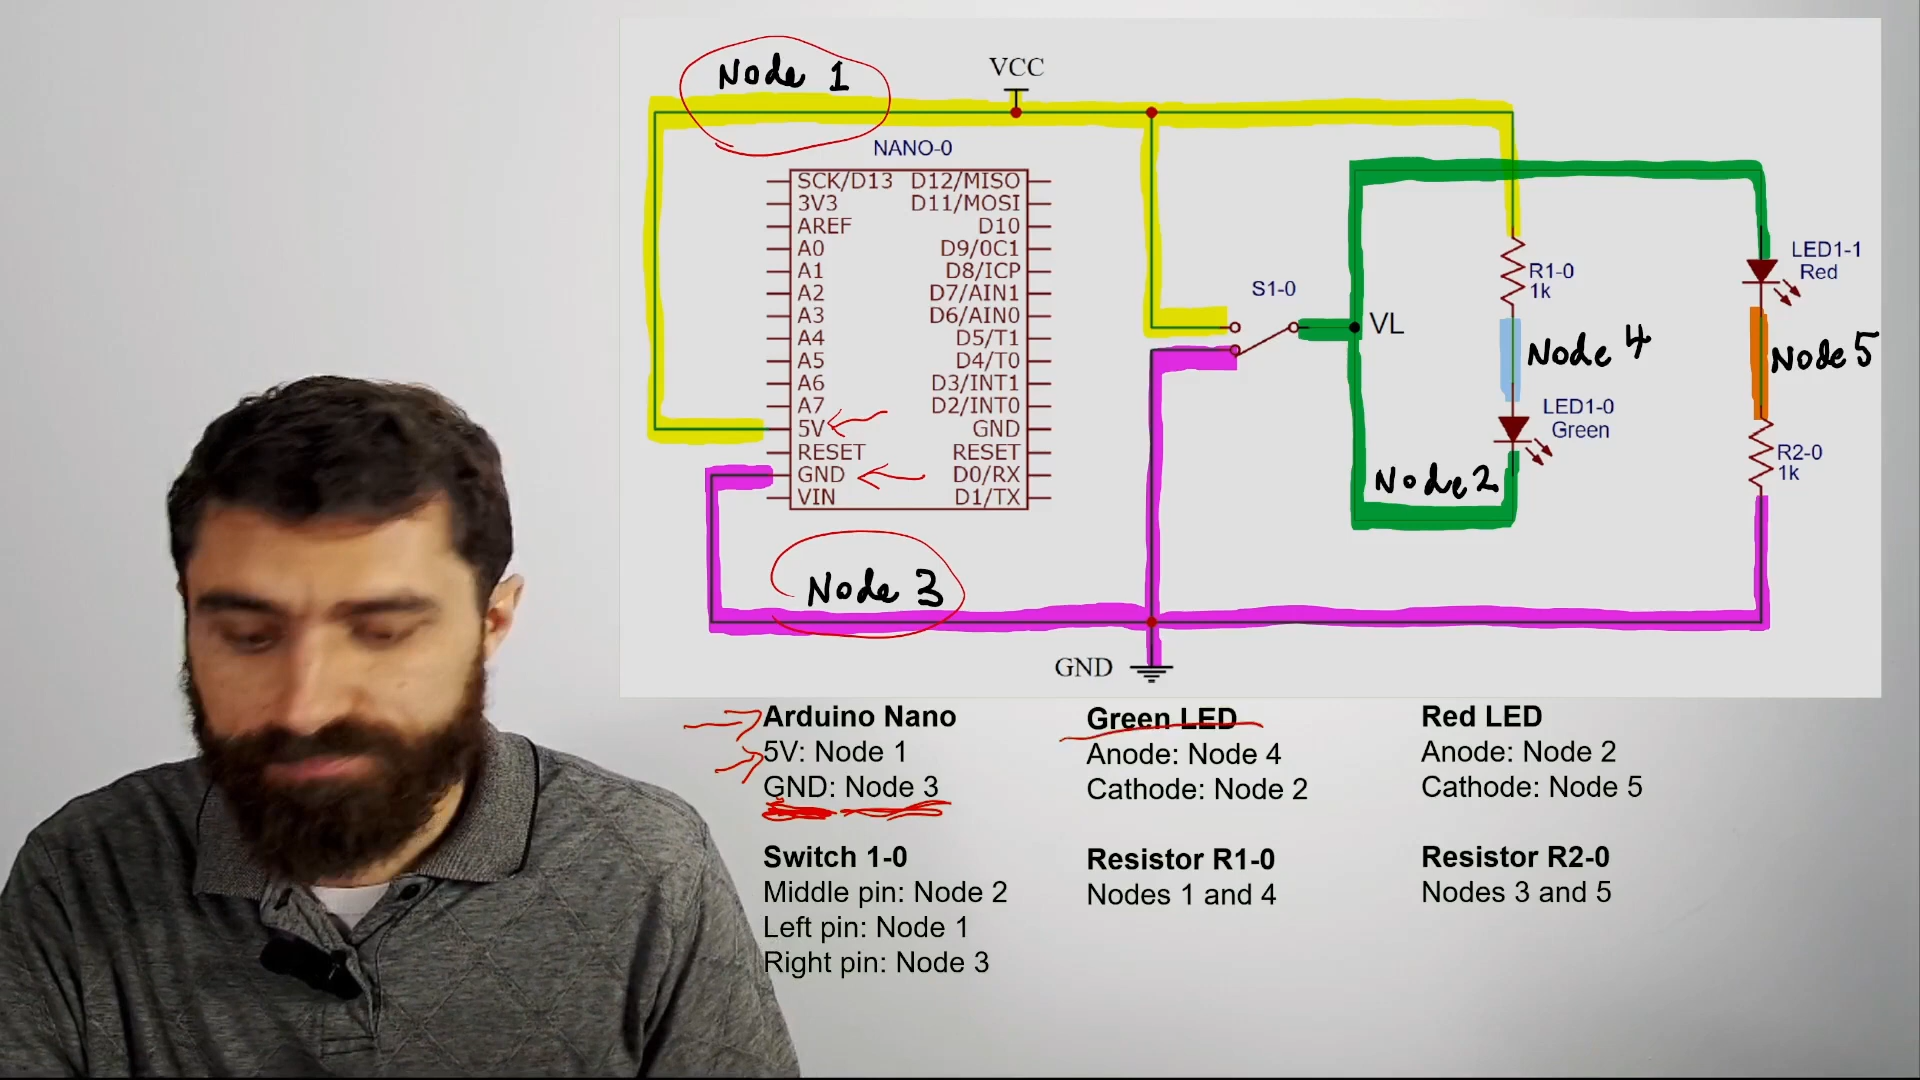 Node 1
VCC
NANO-0
SCK/D13 D12/MISO
3V3 D11/MOSI
AREF D10
A0 D9/0C1
A1 D8/ICP
A2 D7/AIN1
A3 D6/AIN0
A4 D5/T1
A5 D4/T0
A6 D3/INT1
A7 D2/INT0
5V GND
RESET RESET
GND D0/RX
VIN D1/TX
S1-0
VL
R1-0
1k
Node 4
LED1-0
Green
Node 2
LED1-1
Red
Node 5
R2-0
1k
Node 3
GND
Arduino Nano
5V: Node 1
GND: Node 3
Green LED
Anode: Node 4
Cathode: Node 2
Red LED
Anode: Node 2
Cathode: Node 5
Switch 1-0
Middle pin: Node 2
Left pin: Node 1
Right pin: Node 3
Resistor R1-0
Nodes 1 and 4
Resistor R2-0
Nodes 3 and 5